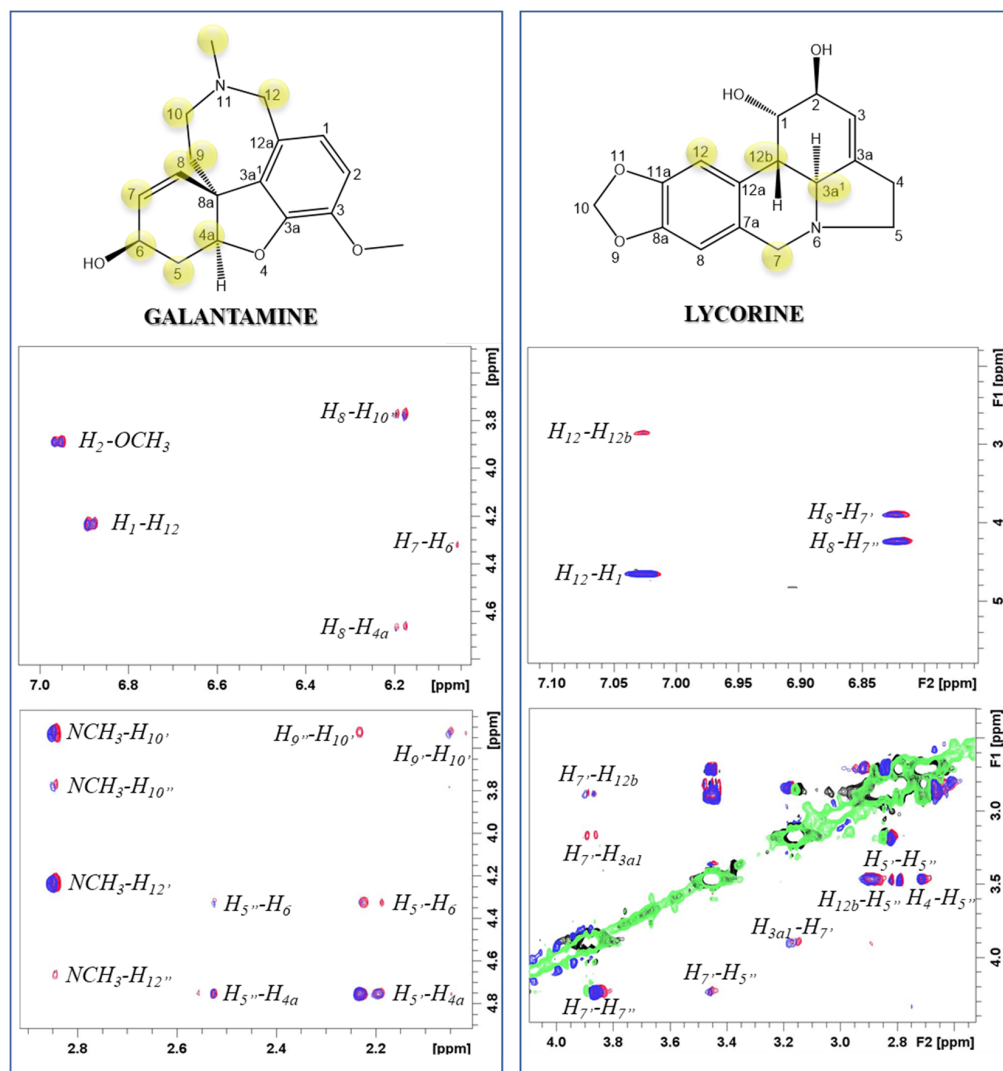 N
11
12
10
1
9
12a
8
3a¹
2
7
8a
3
4a
3a
O
HO
6
5
O
4
H
GALANTAMINE
OH
HO
2
1
3
H
11
O
12
12b
3a
11a
12a
3a¹
4
10
H
7a
N
8a
6
5
O
9
8
7
LYCORINE
[ppm]
H8-H10'
3.8
H2-OCH3
4.0
H1-H12
4.2
H7-H6
4.4
4.6
H8-H4a
7.0 6.8 6.6 6.4 6.2 [ppm]
F1 [ppm]
H12-H12b
3
H8-H7'
4
H8-H7''
H12-H1
5
7.10 7.05 7.00 6.95 6.90 6.85 F2 [ppm]
[ppm]
NCH3-H10'
H9''-H10'
H9'-H10'
NCH3-H10''
3.8
4.0
NCH3-H12'
4.2
H5''-H6
H5'-H6
4.4
NCH3-H12''
4.6
H5''-H4a
H5'-H4a
4.8
2.8 2.6 2.4 2.2 [ppm]
F1 [ppm]
H7'-H12b
3.0
H7'-H3a1
H5'-H5''
3.5
H12b-H5''
H4-H5''
H3a1-H7'
4.0
H7'-H5''
H7'-H7''
4.0 3.8 3.6 3.4 3.2 3.0 2.8 F2 [ppm]